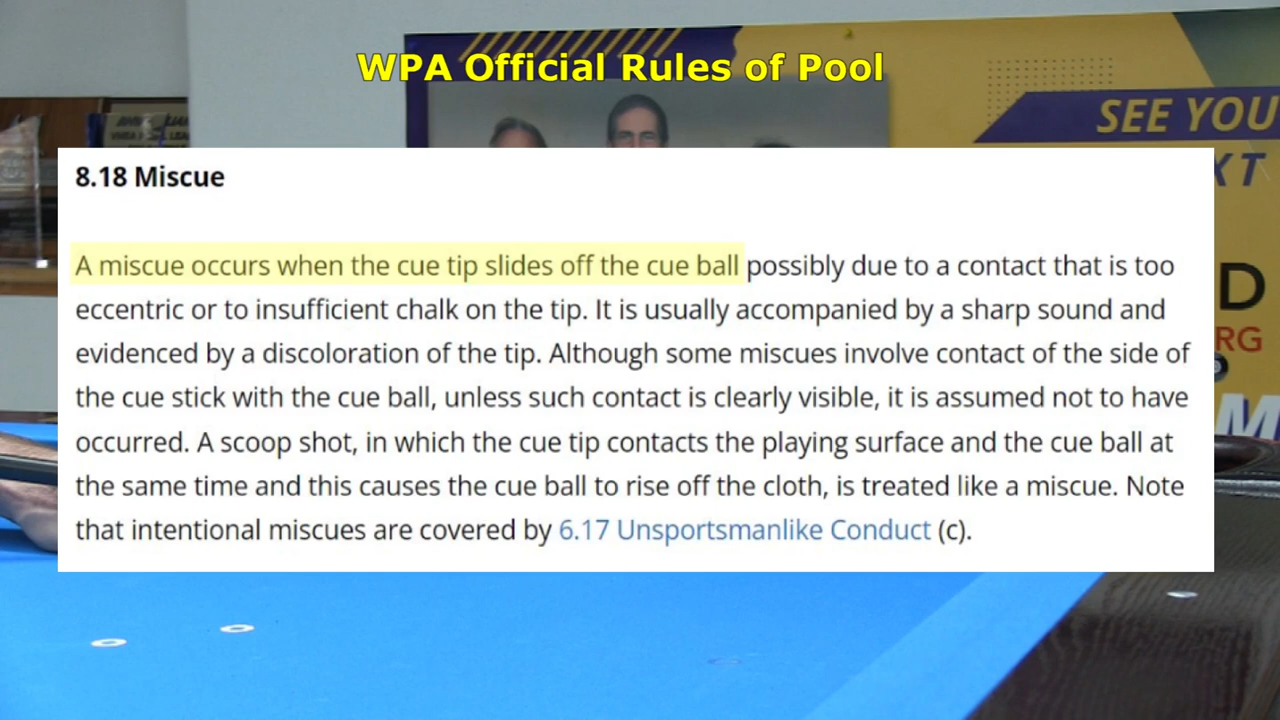 WPA Official Rules of Pool
SEE YOU
XT
8.18 Miscue
A miscue occurs when the cue tip slides off the cue ball possibly due to a contact that is too
eccentric or to insufficient chalk on the tip. It is usually accompanied by a sharp sound and
evidenced by a discoloration of the tip. Although some miscues involve contact of the side of
the cue stick with the cue ball, unless such contact is clearly visible, it is assumed not to have
occurred. A scoop shot, in which the cue tip contacts the playing surface and the cue ball at
the same time and this causes the cue ball to rise off the cloth, is treated like a miscue. Note
that intentional miscues are covered by 6.17 Unsportsmanlike Conduct (c).
D
RG
M